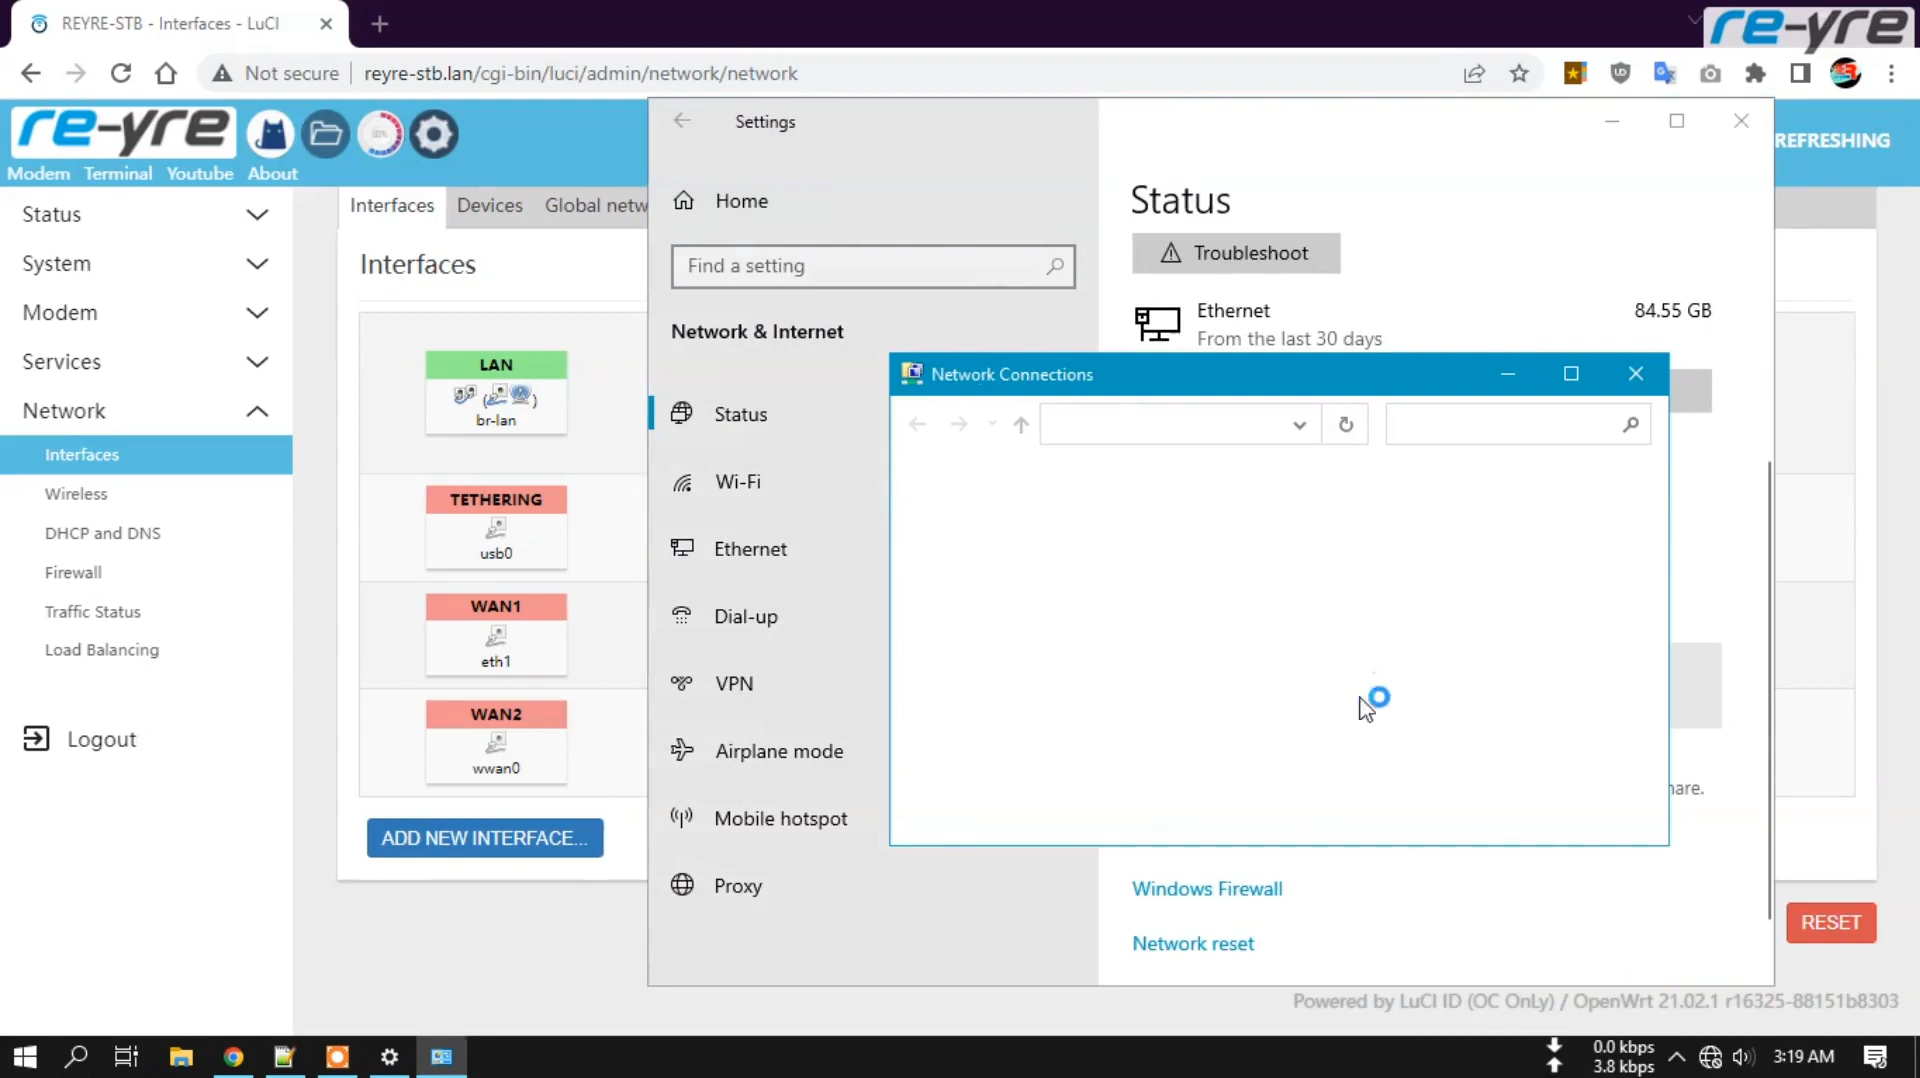 REYRE-STB - Interfaces - LuCI
re-yre
Not secure
reyre-stb.lan/cgi-bin/luci/admin/network/network
re-yre
Modem Terminal Youtube About
REFRESHING
Status
System
Modem
Services
Network
Interfaces
Wireless
DHCP and DNS
Firewall
Traffic Status
Load Balancing
Logout
Interfaces Devices Global netw
Interfaces
LAN
br-lan
TETHERING
usb0
WAN1
eth1
WAN2
wwan0
ADD NEW INTERFACE...
Settings
Home
Find a setting
Network & Internet
Status
Wi-Fi
Ethernet
Dial-up
VPN
Airplane mode
Mobile hotspot
Proxy
Status
Troubleshoot
Ethernet 84.55 GB
From the last 30 days
Network Connections
Windows Firewall
Network reset
RESET
Powered by LuCI ID (OC OnLy) / OpenWrt 21.02.1 r16325-88151b8303
0.0 kbps
3.8 kbps
3:19 AM